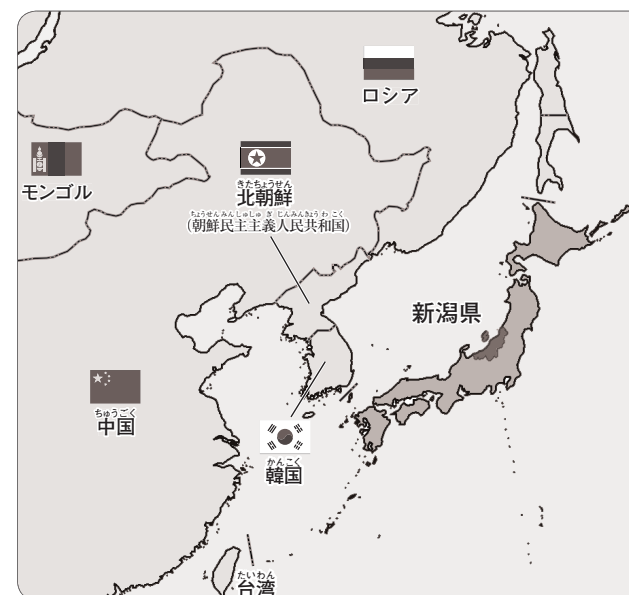 ロシア
モンゴル
きたちょうせん
北朝鮮
ちょうせんみんしゅしゅぎじんみんきょうわこく
(朝鮮民主主義人民共和国)
新潟県
ちゅうごく
中国
かんこく
韓国
たいわん
台湾